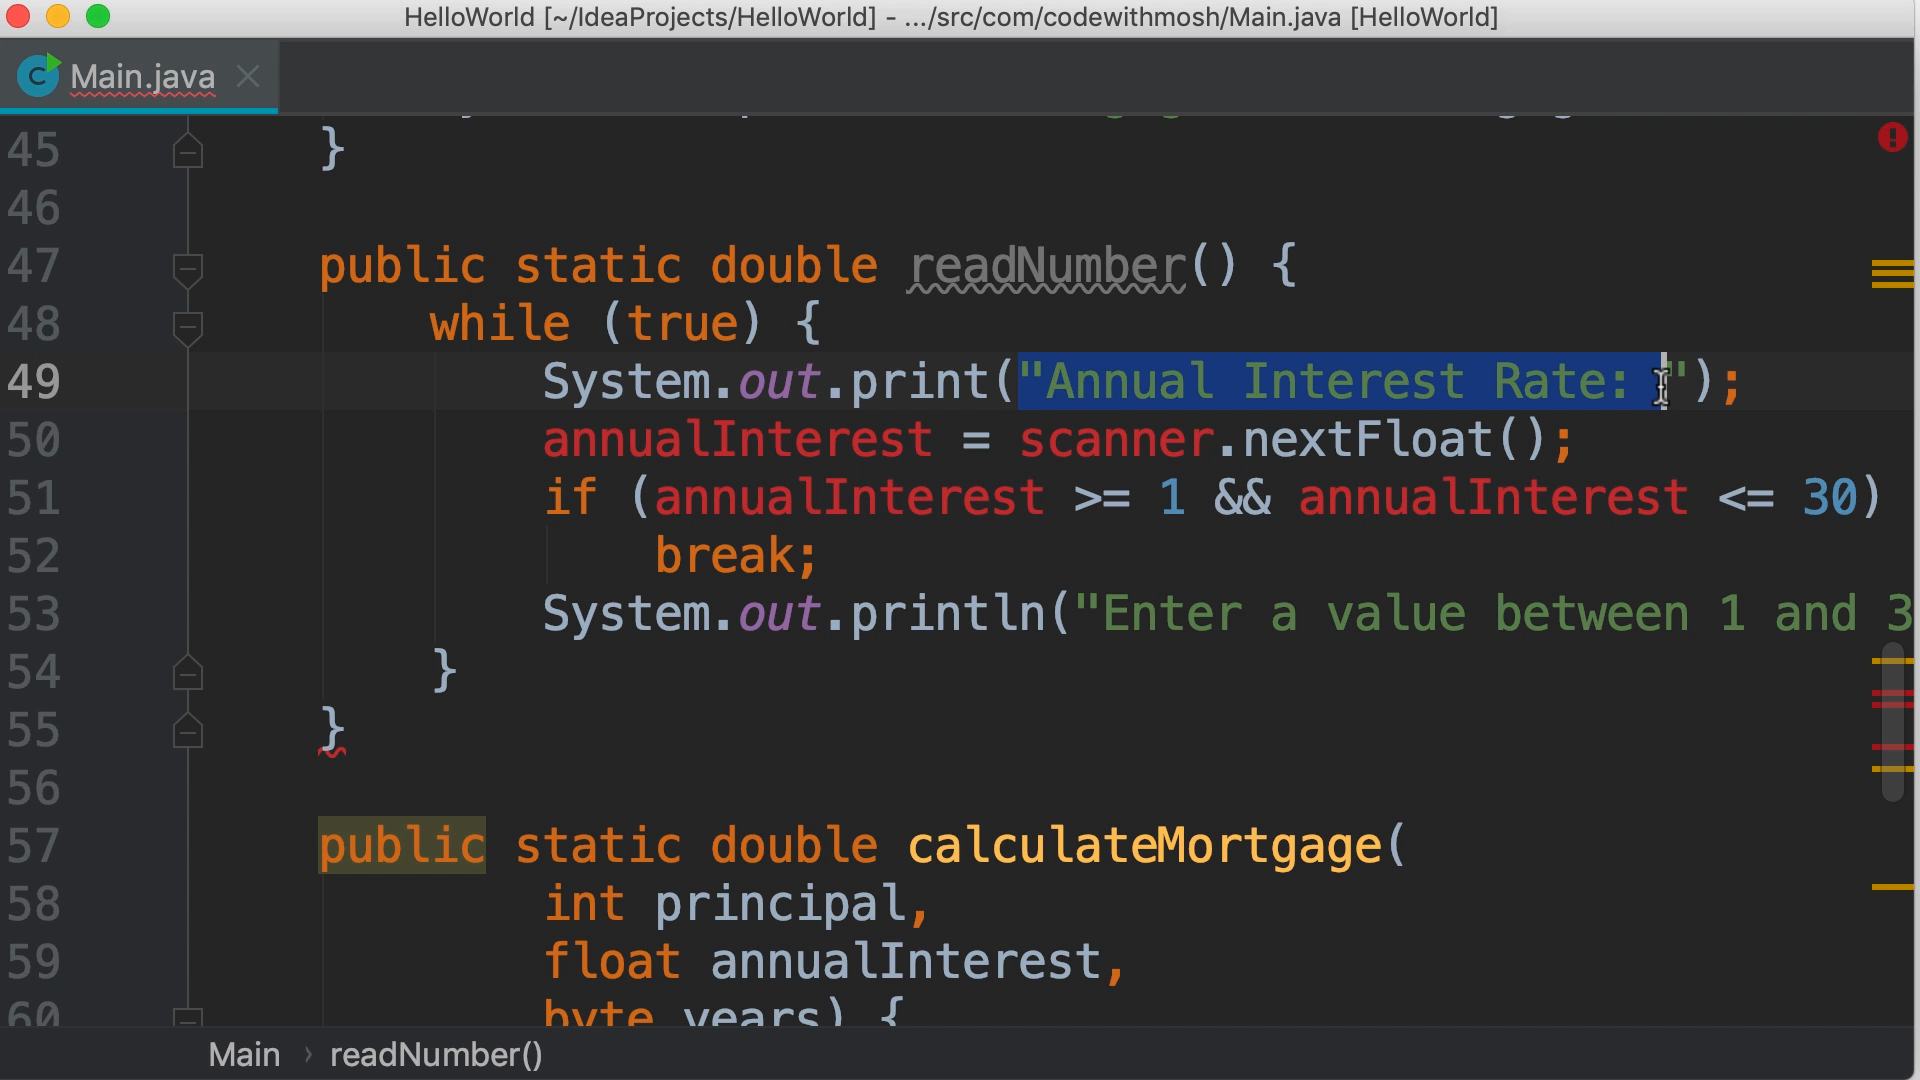 HelloWorld [~/IdeaProjects/HelloWorld] - .../src/com/codewithmosh/Main.java [HelloWorld]
Main.java
45 }
46
47 public static double readNumber() {
48 while (true) {
49 System.out.print("Annual Interest Rate: ");
50 annualInterest = scanner.nextFloat();
51 if (annualInterest >= 1 && annualInterest <= 30)
52 break;
53 System.out.println("Enter a value between 1 and 3
54 }
55 }
56
57 public static double calculateMortgage(
58 int principal,
59 float annualInterest,
60 byte years) {
Main › readNumber()